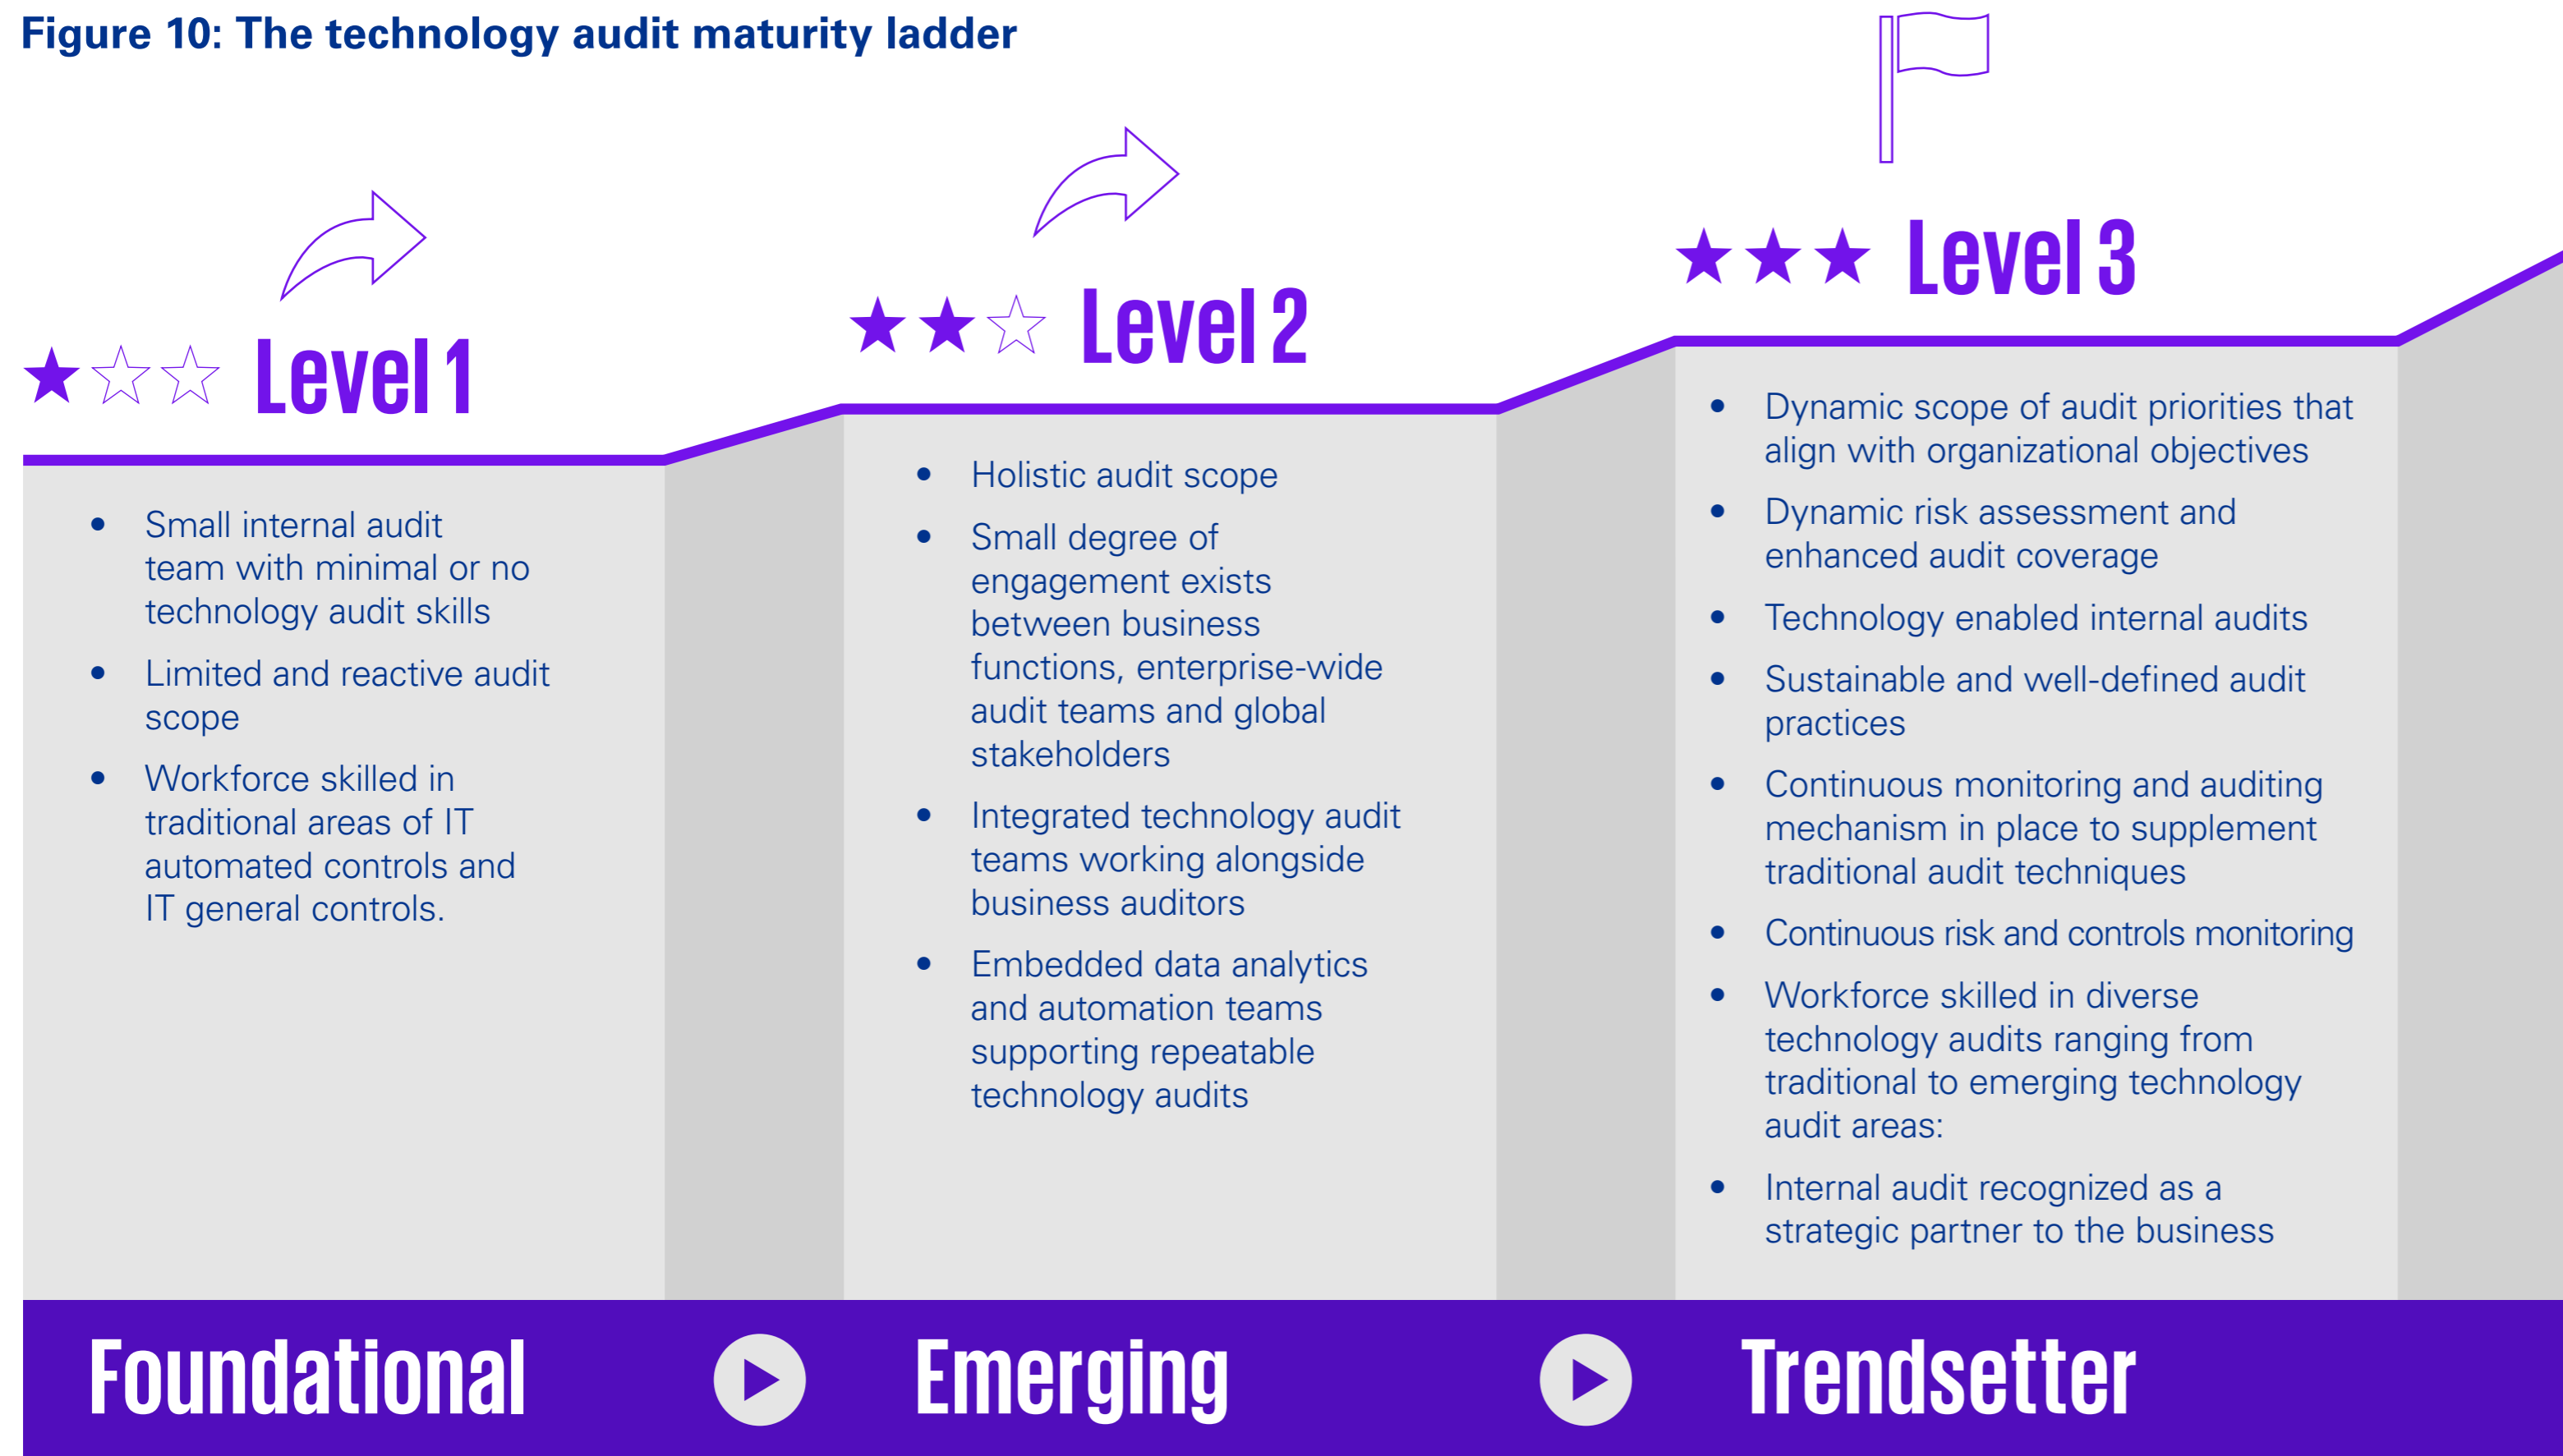 Figure 10: The technology audit maturity ladder
Level 1
Small internal audit
team with minimal or no
technology audit skills
Limited and reactive audit
scope
Workforce skilled in
traditional areas of IT
automated controls and
IT general controls.
Foundational
Level 2
Holistic audit scope
Small degree of
engagement exists
between business
functions, enterprise-wide
audit teams and global
stakeholders
Integrated technology audit
teams working alongside
business auditors
Embedded data analytics
and automation teams
supporting repeatable
technology audits
Emerging
Level 3
Dynamic scope of audit priorities that
align with organizational objectives
Dynamic risk assessment and
enhanced audit coverage
Technology enabled internal audits
Sustainable and well-defined audit
practices
Continuous monitoring and auditing
mechanism in place to supplement
traditional audit techniques
Continuous risk and controls monitoring
Workforce skilled in diverse
technology audits ranging from
traditional to emerging technology
audit areas:
Internal audit recognized as a
strategic partner to the business
Trendsetter